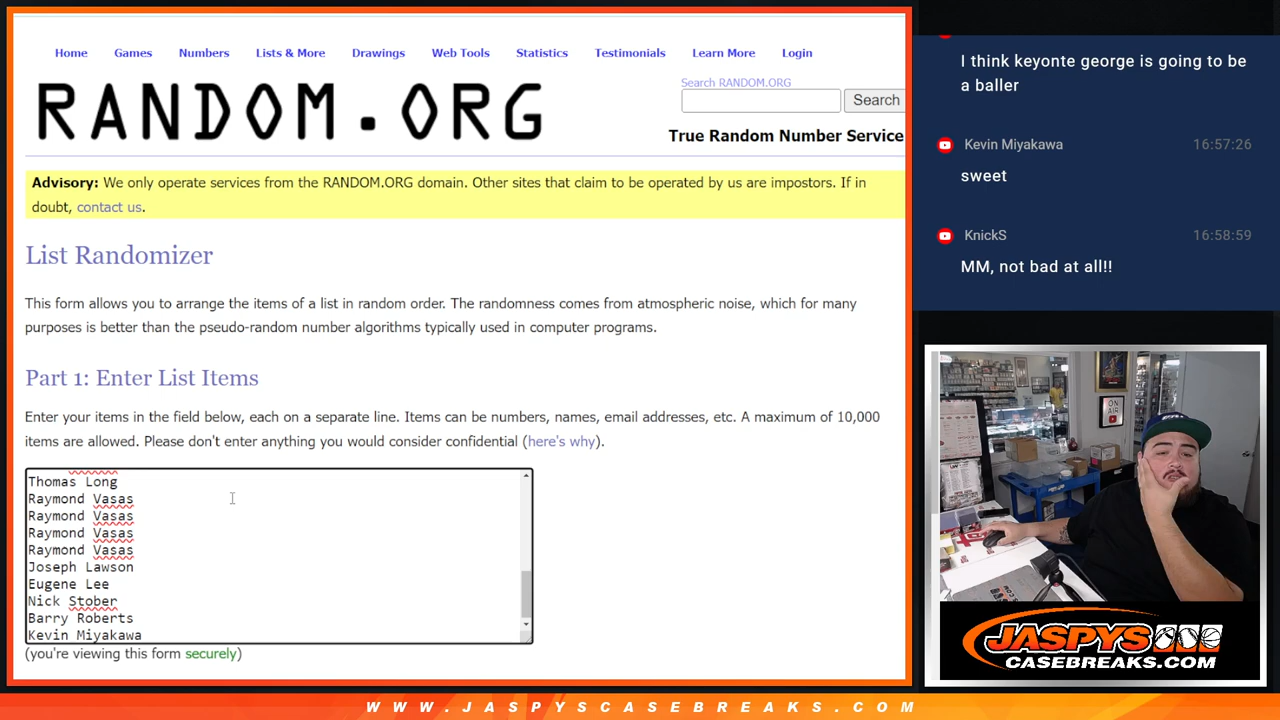 Home Games Numbers Lists & More Drawings Web Tools Statistics Testimonials Learn More Login
RANDOM.ORG
Search RANDOM.ORG
Search
True Random Number Service
Advisory: We only operate services from the RANDOM.ORG domain. Other sites that claim to be operated by us are impostors. If in
doubt, contact us.
List Randomizer
This form allows you to arrange the items of a list in random order. The randomness comes from atmospheric noise, which for many
purposes is better than the pseudo-random number algorithms typically used in computer programs.
Part 1: Enter List Items
Enter your items in the field below, each on a separate line. Items can be numbers, names, email addresses, etc. A maximum of 10,000
items are allowed. Please don't enter anything you would consider confidential (here's why).
Thomas Long
Raymond Vasas
Raymond Vasas
Raymond Vasas
Raymond Vasas
Joseph Lawson
Eugene Lee
Nick Stober
Barry Roberts
Kevin Miyakawa
(you're viewing this form securely)
I think keyonte george is going to be
a baller
Kevin Miyakawa 16:57:26
sweet
KnickS 16:58:59
MM, not bad at all!!
ON
AIR
JASPYS
CASEBREAKS.COM
WWW.JASPYSCASEBREAKS.COM